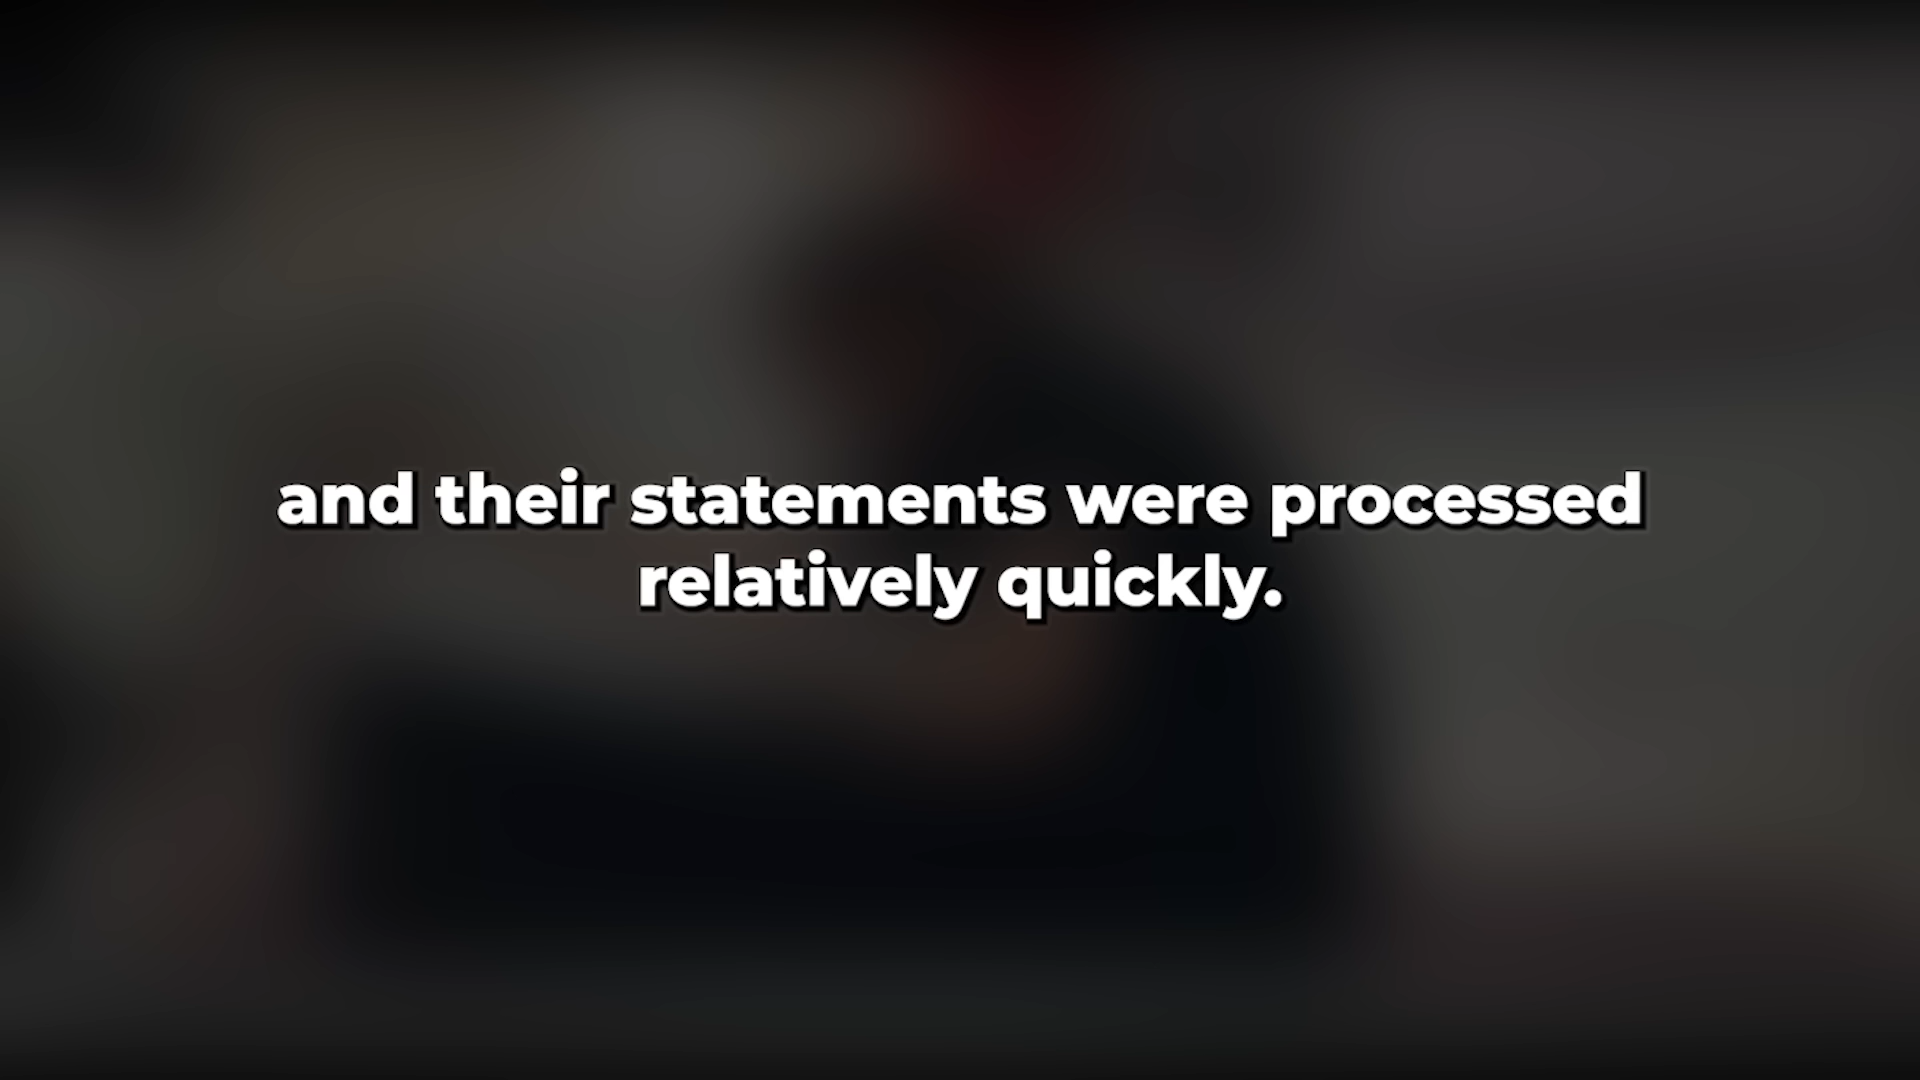 and their statements were processed
relatively quickly.